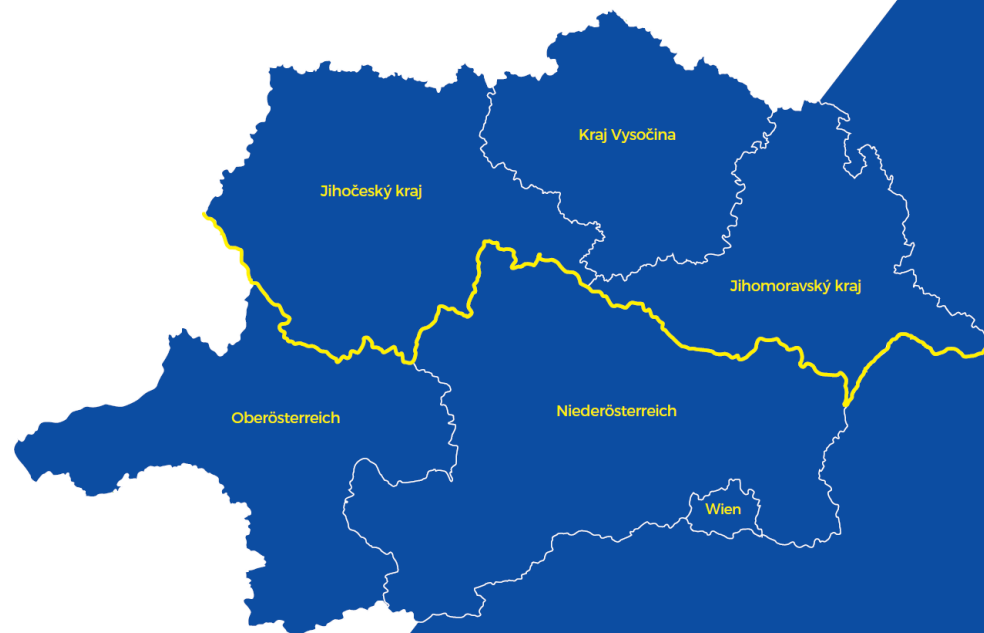 Kraj Vysočina
Jihočeský kraj
Jihomoravský kraj
Oberösterreich
Niederösterreich
Wien